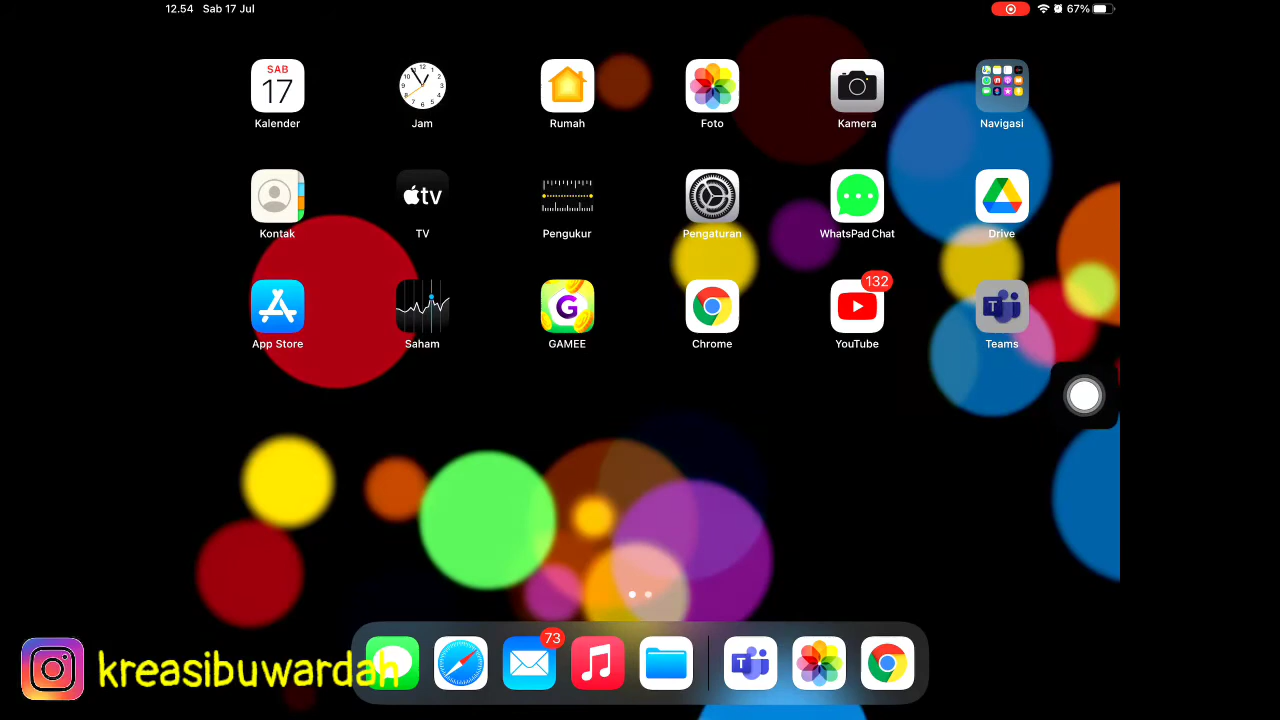 12.54 Sab 17 Jul
67%
SAB
17
Kalender
Jam
Rumah
Foto
Kamera
Navigasi
tv
Kontak
TV
Pengukur
Pengaturan
WhatsPad Chat
Drive
132
G
T
App Store
Saham
GAMEE
Chrome
YouTube
Teams
73
T
kreasibuwardah